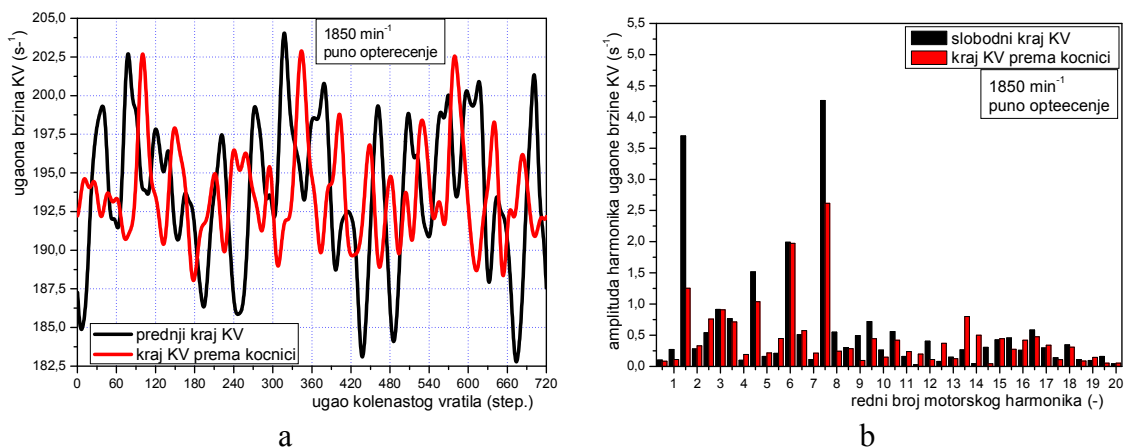 205,0
202,5
200,0
197,5
195,0
192,5
190,0
187,5
185,0
182,5
ugaona brzina KV (s-1)
1850 min-1
puno opterecenje
prednji kraj KV
kraj KV prema kocnici
0 60 120 180 240 300 360 420 480 540 600 660 720
ugao kolenastog vratila (step.)
a
5,5
5,0
4,5
4,0
3,5
3,0
2,5
2,0
1,5
1,0
0,5
0,0
amplituda harmonika ugaone brzine KV (s-1)
slobodni kraj KV
kraj KV prema kocnici
1850 min-1
puno opteecenje
1 2 3 4 5 6 7 8 9 10 11 12 13 14 15 16 17 18 19 20
redni broj motorskog harmonika (-)
b